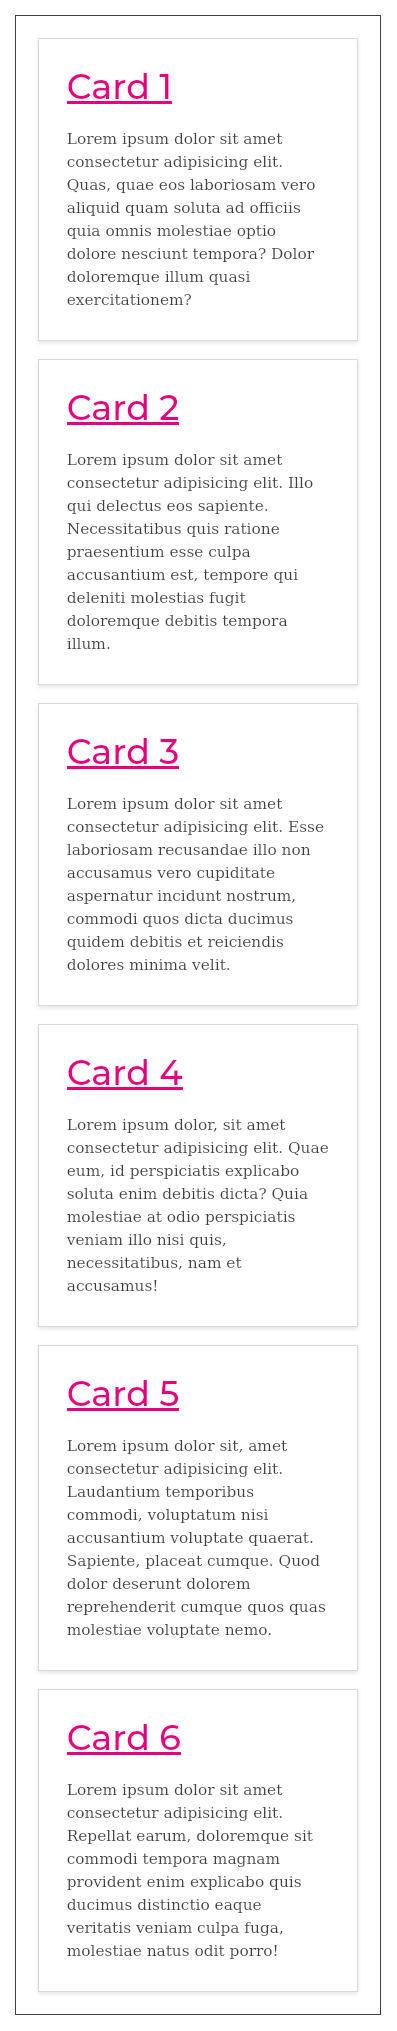 Card 1
Lorem ipsum dolor sit amet
consectetur adipisicing elit.
Quas, quae eos laboriosam vero
aliquid quam soluta ad officiis
quia omnis molestiae optio
dolore nesciunt tempora? Dolor
doloremque illum quasi
exercitationem?
Card 2
Lorem ipsum dolor sit amet
consectetur adipisicing elit. Illo
qui delectus eos sapiente.
Necessitatibus quis ratione
praesentium esse culpa
accusantium est, tempore qui
deleniti molestias fugit
doloremque debitis tempora
illum.
Card 3
Lorem ipsum dolor sit amet
consectetur adipisicing elit. Esse
laboriosam recusandae illo non
accusamus vero cupiditate
aspernatur incidunt nostrum,
commodi quos dicta ducimus
quidem debitis et reiciendis
dolores minima velit.
Card 4
Lorem ipsum dolor, sit amet
consectetur adipisicing elit. Quae
eum, id perspiciatis explicabo
soluta enim debitis dicta? Quia
molestiae at odio perspiciatis
veniam illo nisi quis,
necessitatibus, nam et
accusamus!
Card 5
Lorem ipsum dolor sit, amet
consectetur adipisicing elit.
Laudantium temporibus
commodi, voluptatum nisi
accusantium voluptate quaerat.
Sapiente, placeat cumque. Quod
dolor deserunt dolorem
reprehenderit cumque quos quas
molestiae voluptate nemo.
Card 6
Lorem ipsum dolor sit amet
consectetur adipisicing elit.
Repellat earum, doloremque sit
commodi tempora magnam
provident enim explicabo quis
ducimus distinctio eaque
veritatis veniam culpa fuga,
molestiae natus odit porro!